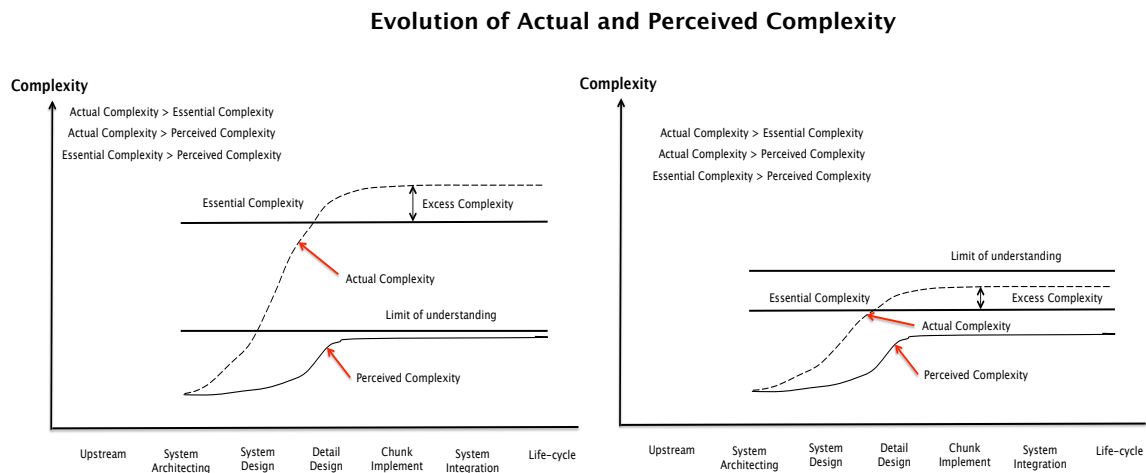 Evolution of Actual and Perceived Complexity
Complexity
Actual Complexity > Essential Complexity
Actual Complexity > Perceived Complexity
Essential Complexity > Perceived Complexity
Essential Complexity
Excess Complexity
Actual Complexity
Limit of understanding
Perceived Complexity
Upstream
System
Architecting
System
Design
Detail
Design
Chunk
Implement
System
Integration
Life-cycle
Complexity
Actual Complexity > Essential Complexity
Actual Complexity > Perceived Complexity
Essential Complexity > Perceived Complexity
Limit of understanding
Essential Complexity
Excess Complexity
Actual Complexity
Perceived Complexity
Upstream
System
Architecting
System
Design
Detail
Design
Chunk
Implement
System
Integration
Life-cycle